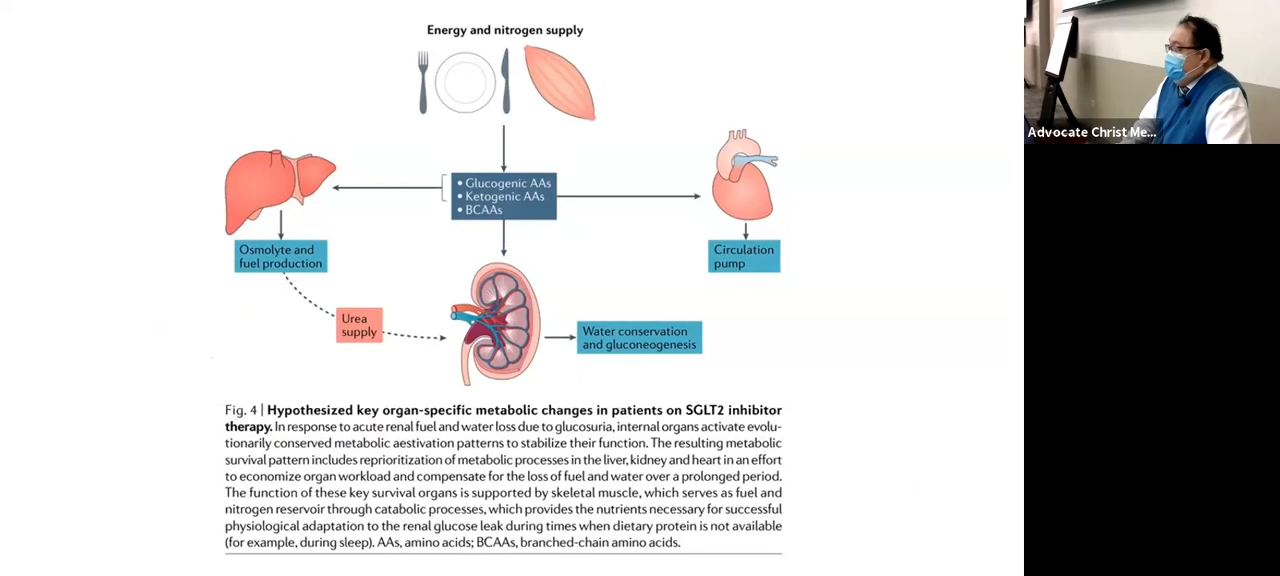 Energy and nitrogen supply
• Glucogenic AAs
• Ketogenic AAs
• BCAAs
Osmolyte and
fuel production
Circulation
pump
Urea
supply
Water conservation
and gluconeogenesis
Fig. 4 | Hypothesized key organ-specific metabolic changes in patients on SGLT2 inhibitor
therapy. In response to acute renal fuel and water loss due to glucosuria, internal organs activate evolu-
tionarily conserved metabolic aestivation patterns to stabilize their function. The resulting metabolic
survival pattern includes reprioritization of metabolic processes in the liver, kidney and heart in an effort
to economize organ workload and compensate for the loss of fuel and water over a prolonged period.
The function of these key survival organs is supported by skeletal muscle, which serves as fuel and
nitrogen reservoir through catabolic processes, which provides the nutrients necessary for successful
physiological adaptation to the renal glucose leak during times when dietary protein is not available
(for example, during sleep). AAs, amino acids; BCAAs, branched-chain amino acids.
Advocate Christ Me...